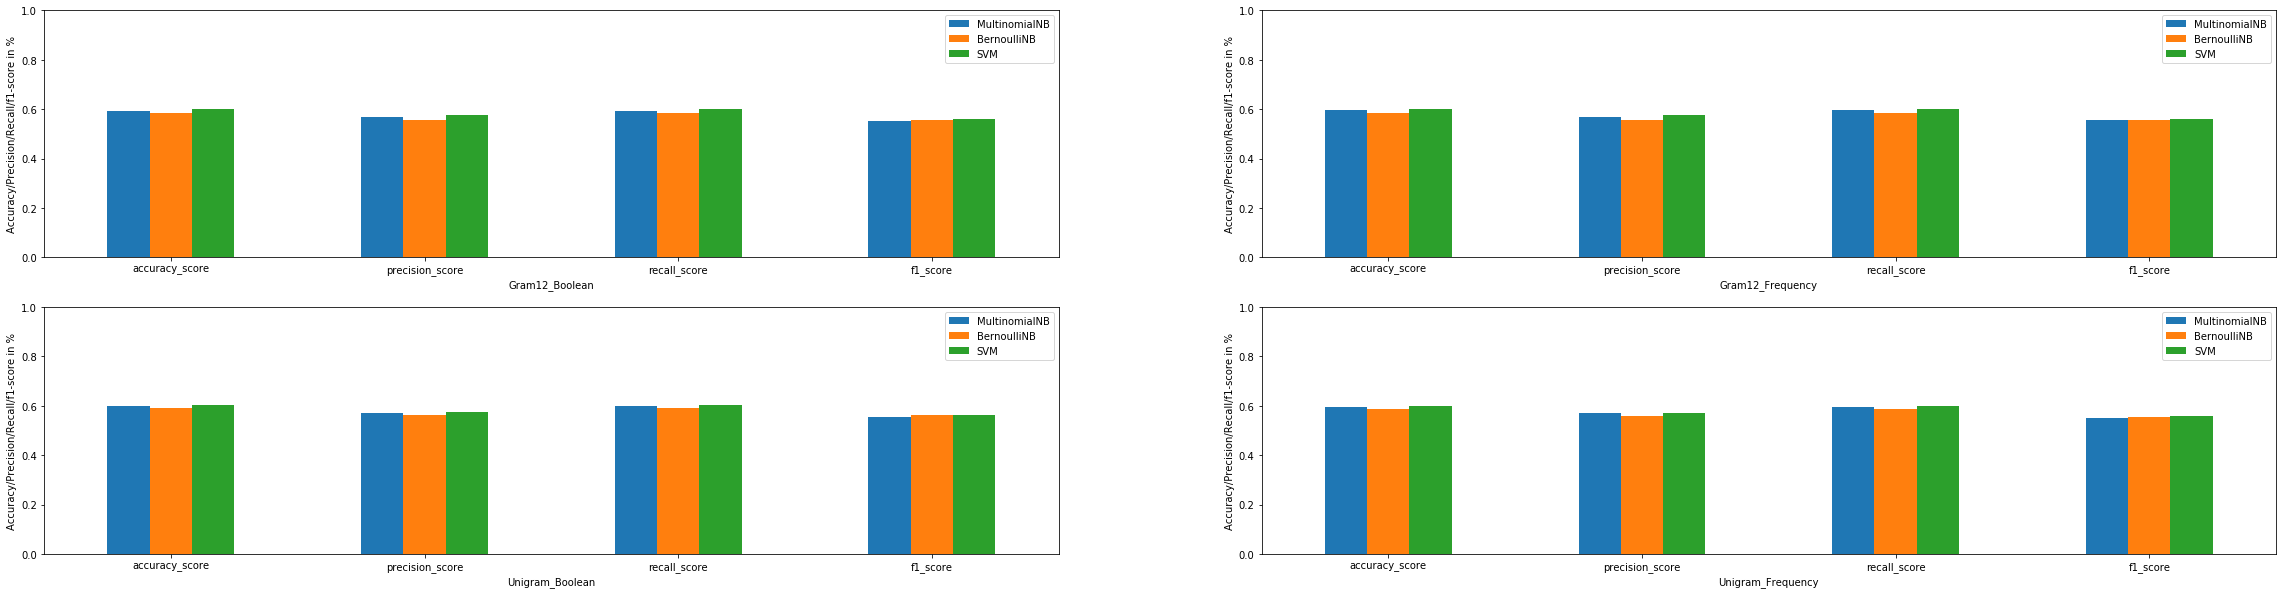 1.0
0.8
0.6
0.4
0.2
0.0
Accuracy/Precision/Recall/f1-score in %
MultinomialNB
BernoulliNB
SVM
accuracy_score
precision_score
recall_score
f1_score
Gram12_Boolean
1.0
0.8
0.6
0.4
0.2
0.0
Accuracy/Precision/Recall/f1-score in %
MultinomialNB
BernoulliNB
SVM
accuracy_score
precision_score
recall_score
f1_score
Gram12_Frequency
1.0
0.8
0.6
0.4
0.2
0.0
Accuracy/Precision/Recall/f1-score in %
MultinomialNB
BernoulliNB
SVM
accuracy_score
precision_score
recall_score
f1_score
Unigram_Boolean
1.0
0.8
0.6
0.4
0.2
0.0
Accuracy/Precision/Recall/f1-score in %
MultinomialNB
BernoulliNB
SVM
accuracy_score
precision_score
recall_score
f1_score
Unigram_Frequency